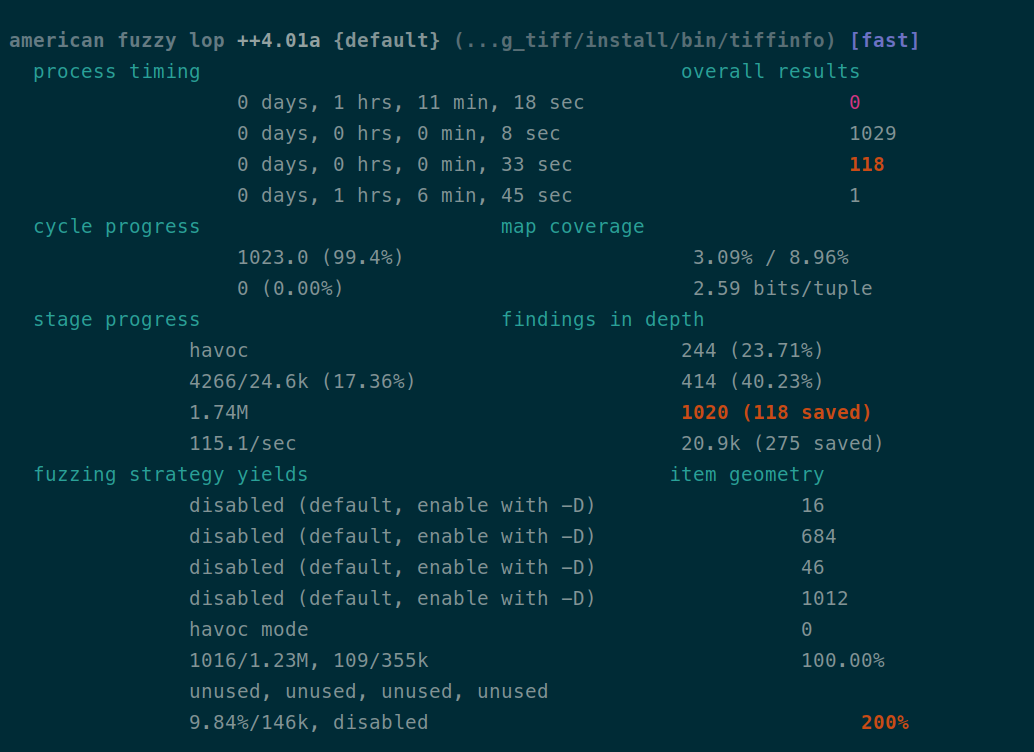 american fuzzy lop ++4.01a {default} (...g_tiff/install/bin/tiffinfo) [fast]
process timing overall results
0 days, 1 hrs, 11 min, 18 sec 0
0 days, 0 hrs, 0 min, 8 sec 1029
0 days, 0 hrs, 0 min, 33 sec 118
0 days, 1 hrs, 6 min, 45 sec 1
cycle progress map coverage
1023.0 (99.4%) 3.09% / 8.96%
0 (0.00%) 2.59 bits/tuple
stage progress findings in depth
havoc 244 (23.71%)
4266/24.6k (17.36%) 414 (40.23%)
1.74M 1020 (118 saved)
115.1/sec 20.9k (275 saved)
fuzzing strategy yields item geometry
disabled (default, enable with -D) 16
disabled (default, enable with -D) 684
disabled (default, enable with -D) 46
disabled (default, enable with -D) 1012
havoc mode 0
1016/1.23M, 109/355k 100.00%
unused, unused, unused, unused
9.84%/146k, disabled 200%